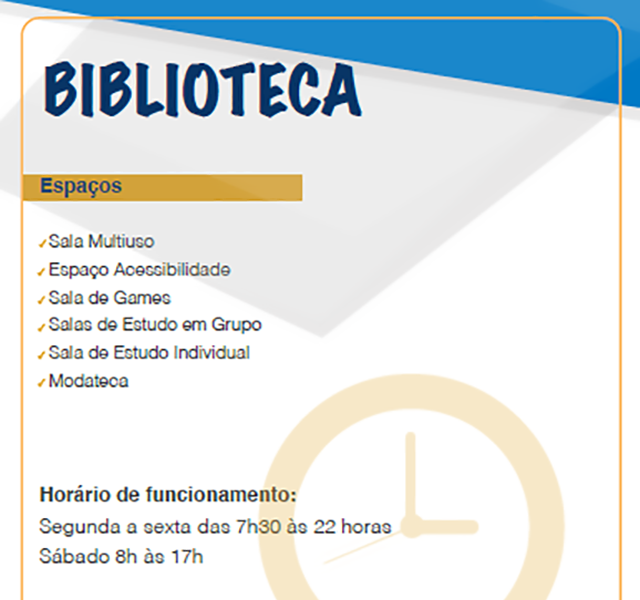 BIBLIOTECA
Espaços
✓Sala Multiuso
✓Espaço Acessibilidade
✓Sala de Games
✓Salas de Estudo em Grupo
✓Sala de Estudo Individual
✓Modateca
Horário de funcionamento:
Segunda a sexta das 7h30 às 22 horas
Sábado 8h às 17h